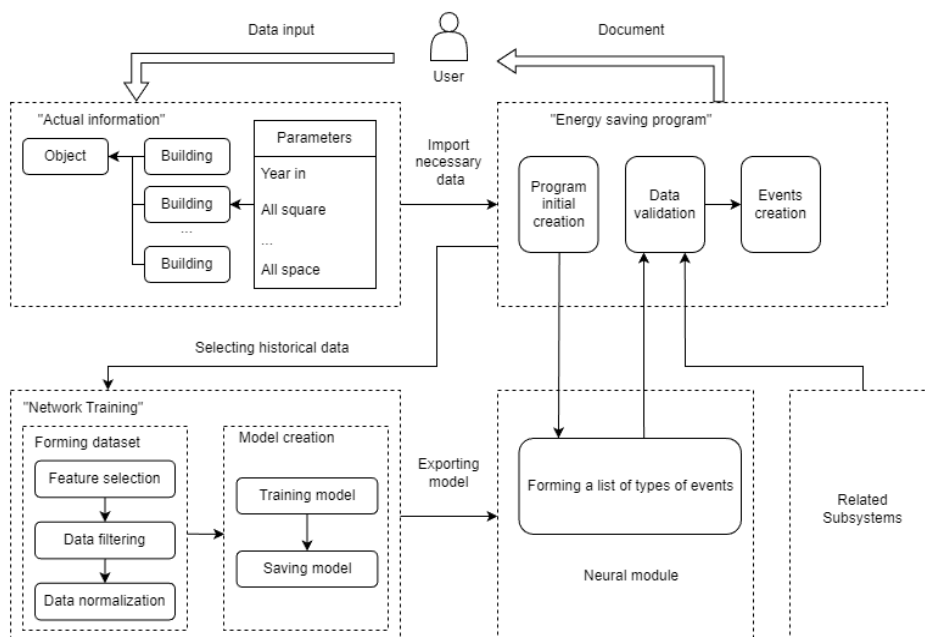 Data input
Document
User
"Actual information"
Object
Building
Building
...
Building
Parameters
Year in
All square
...
All space
Import
necessary
data
"Energy saving program"
Program
initial
creation
Data
validation
Events
creation
Selecting historical data
"Network Training"
Forming dataset
Feature selection
Data filtering
Data normalization
Model creation
Training model
Saving model
Exporting
model
Forming a list of types of events
Neural module
Related
Subsystems